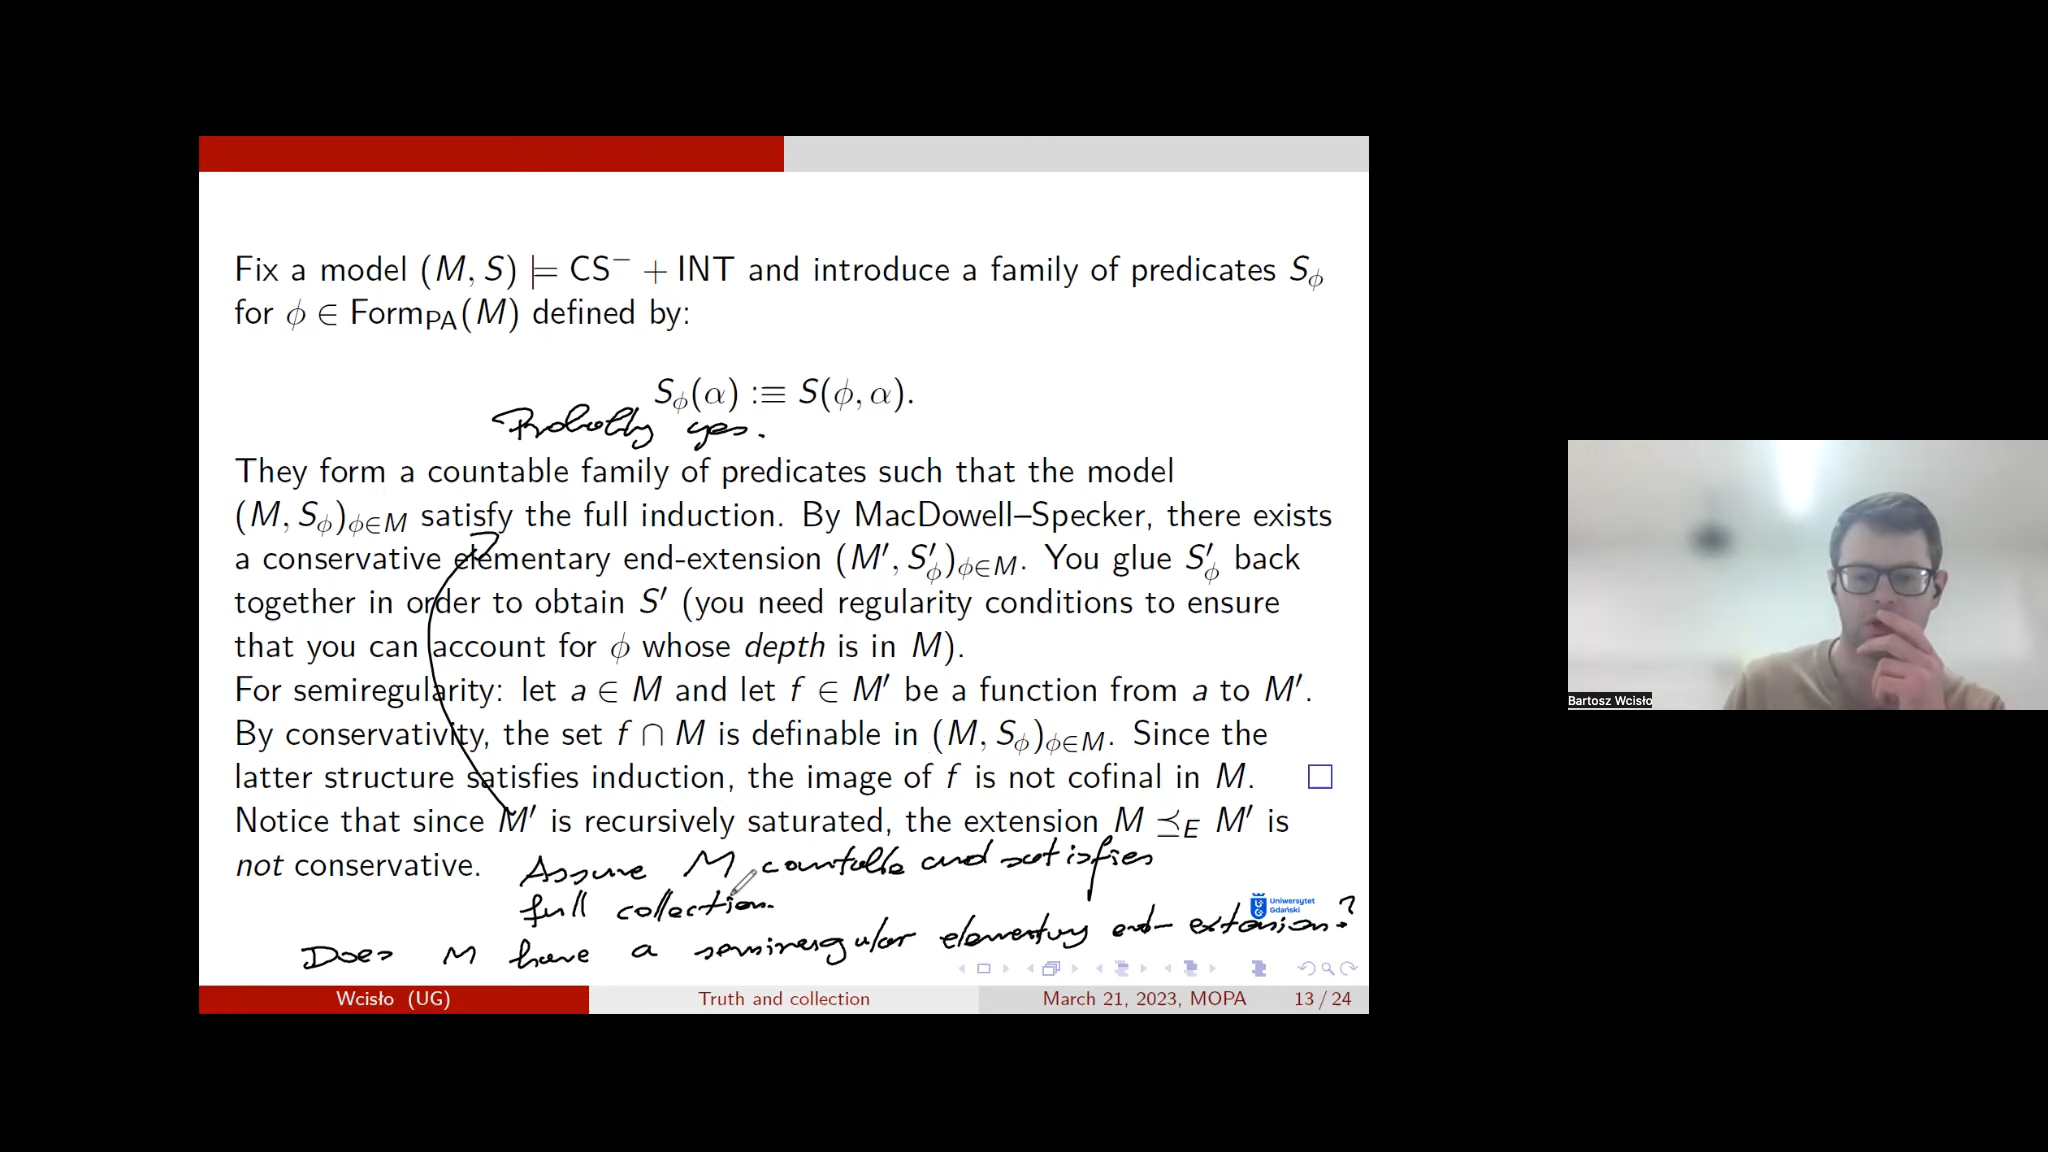 Fix a model (M, S) ⊨ CS⁻ + INT and introduce a family of predicates S_ϕ
for ϕ ∈ Form_PA(M) defined by:
S_ϕ(α) :≡ S(ϕ, α).
Probably yes.
They form a countable family of predicates such that the model
(M, S_ϕ)_ϕ∈M satisfy the full induction. By MacDowell–Specker, there exists
a conservative elementary end-extension (M′, S′_ϕ)_ϕ∈M. You glue S′_ϕ back
together in order to obtain S′ (you need regularity conditions to ensure
that you can account for ϕ whose depth is in M).
For semiregularity: let a ∈ M and let f ∈ M′ be a function from a to M′.
By conservativity, the set f ∩ M is definable in (M, S_ϕ)_ϕ∈M. Since the
latter structure satisfies induction, the image of f is not cofinal in M. □
Notice that since M′ is recursively saturated, the extension M ⪯_E M′ is
not conservative.
Assume M countable and satisfies
full collection.
Does M have a semiregular elementary end-extension?
Uniwersytet
Gdański
Wcisło (UG) Truth and collection March 21, 2023, MOPA 13 / 24
Bartosz Wcisło